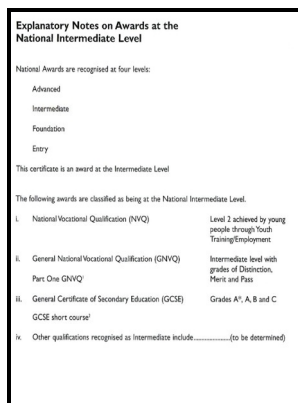 Explanatory Notes on Awards at the
National Intermediate Level
National Awards are recognised at four levels:
Advanced
Intermediate
Foundation
Entry
This certificate is an award at the Intermediate Level
The following awards are classified as being at the National Intermediate Level.
i. National Vocational Qualification (NVQ) Level 2 achieved by young
people through Youth
Training/Employment
ii. General National Vocational Qualification (GNVQ) Intermediate level with
grades of Distinction,
Part One GNVQ¹ Merit and Pass
iii. General Certificate of Secondary Education (GCSE) Grades A*, A, B and C
GCSE short course²
iv. Other qualifications recognised as Intermediate include......................(to be determined)